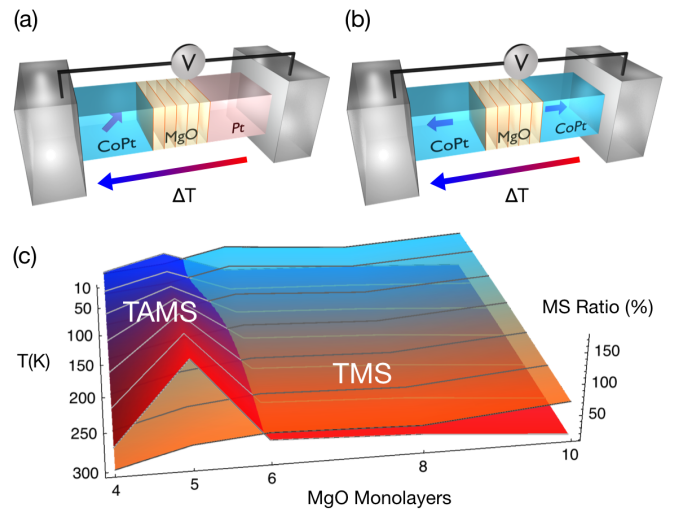 (a)
V
CoPt
MgO
Pt
ΔT
(b)
V
CoPt
MgO
CoPt
ΔT
(c)
10
50
100
150
200
250
300
T(K)
TAMS
TMS
MS Ratio (%)
150
100
50
4
5
6
8
10
MgO Monolayers